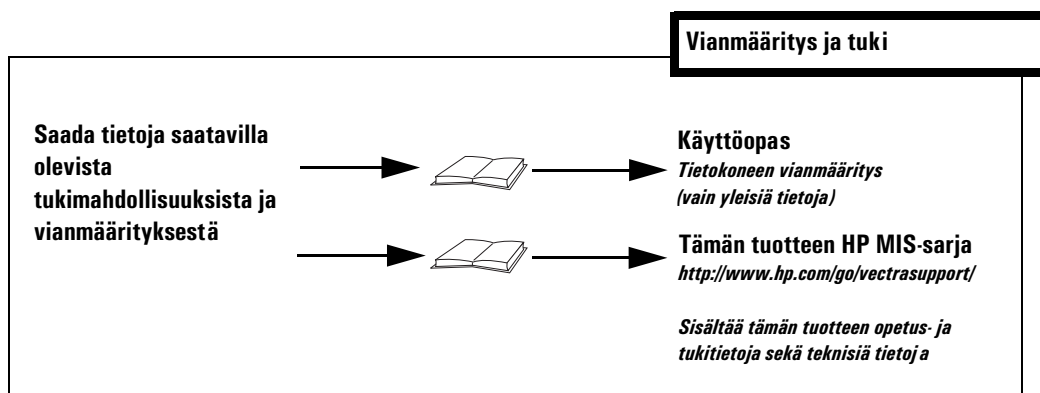 Vianmääritys ja tuki
Saada tietoja saatavilla
olevista
tukimahdollisuuksista ja
vianmäärityksestä
Käyttöopas
Tietokoneen vianmääritys
(vain yleisiä tietoja)
Tämän tuotteen HP MIS-sarja
http://www.hp.com/go/vectrasupport/
Sisältää tämän tuotteen opetus- ja
tukitietoja sekä teknisiä tietoja